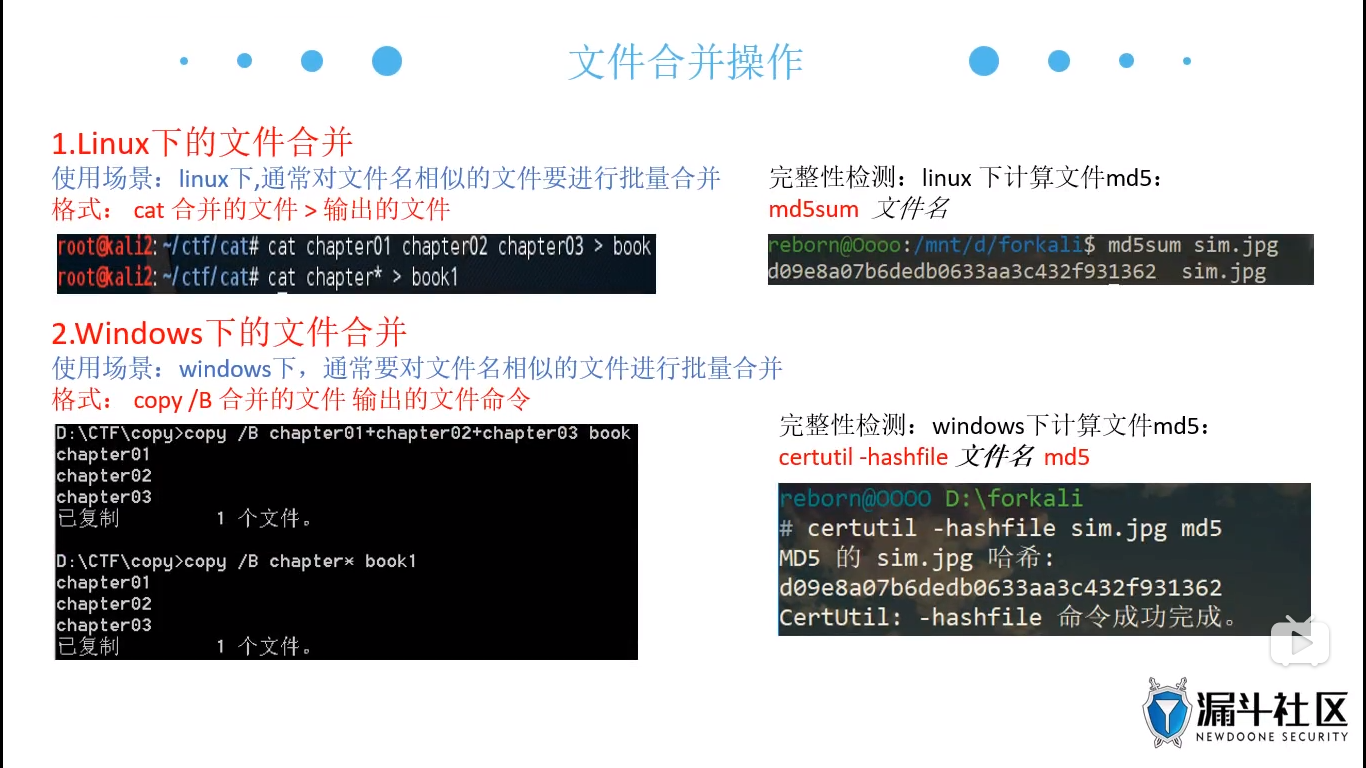 文件合并操作
1.Linux下的文件合并
使用场景：linux下,通常对文件名相似的文件要进行批量合并
格式： cat 合并的文件 > 输出的文件
root@kali2:~/ctf/cat# cat chapter01 chapter02 chapter03 > book
root@kali2:~/ctf/cat# cat chapter* > book1
完整性检测：linux 下计算文件md5：
md5sum 文件名
reborn@Oooo:/mnt/d/forkali$ md5sum sim.jpg
d09e8a07b6dedb0633aa3c432f931362  sim.jpg
2.Windows下的文件合并
使用场景：windows下，通常要对文件名相似的文件进行批量合并
格式： copy /B 合并的文件 输出的文件命令
D:\CTF\copy>copy /B chapter01+chapter02+chapter03 book
chapter01
chapter02
chapter03
已复制         1 个文件。
D:\CTF\copy>copy /B chapter* book1
chapter01
chapter02
chapter03
已复制         1 个文件。
完整性检测：windows下计算文件md5：
certutil -hashfile 文件名 md5
reborn@OOOO D:\forkali
# certutil -hashfile sim.jpg md5
MD5 的 sim.jpg 哈希:
d09e8a07b6dedb0633aa3c432f931362
CertUtil: -hashfile 命令成功完成。
漏斗社区
NEWDOONE SECURITY